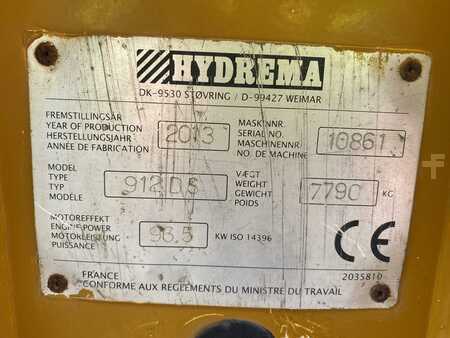 HYDREMA
DK-9530 STØVRING / D-99427 WEIMAR
FREMSTILLINGSÅR
YEAR OF PRODUCTION
HERSTELLUNGSJAHR
ANNÉE DE FABRICATION
2013
MASKINNR.
SERIAL NO.
MASCHINENNR
NO. DE MACHINE
10861
MODEL
TYPE
TYP
MODÉLE
912 DS
VÆGT
WEIGHT
GEWICHT
POIDS
7790 KG
MOTOREFFEKT
ENGINE POWER
MOTORLEISTUNG
PUISSANCE
96.5 KW ISO 14396
CE
2035810
FRANCE
CONFORME AUX REGLEMENTS DU MINISTRE DU TRAVAIL